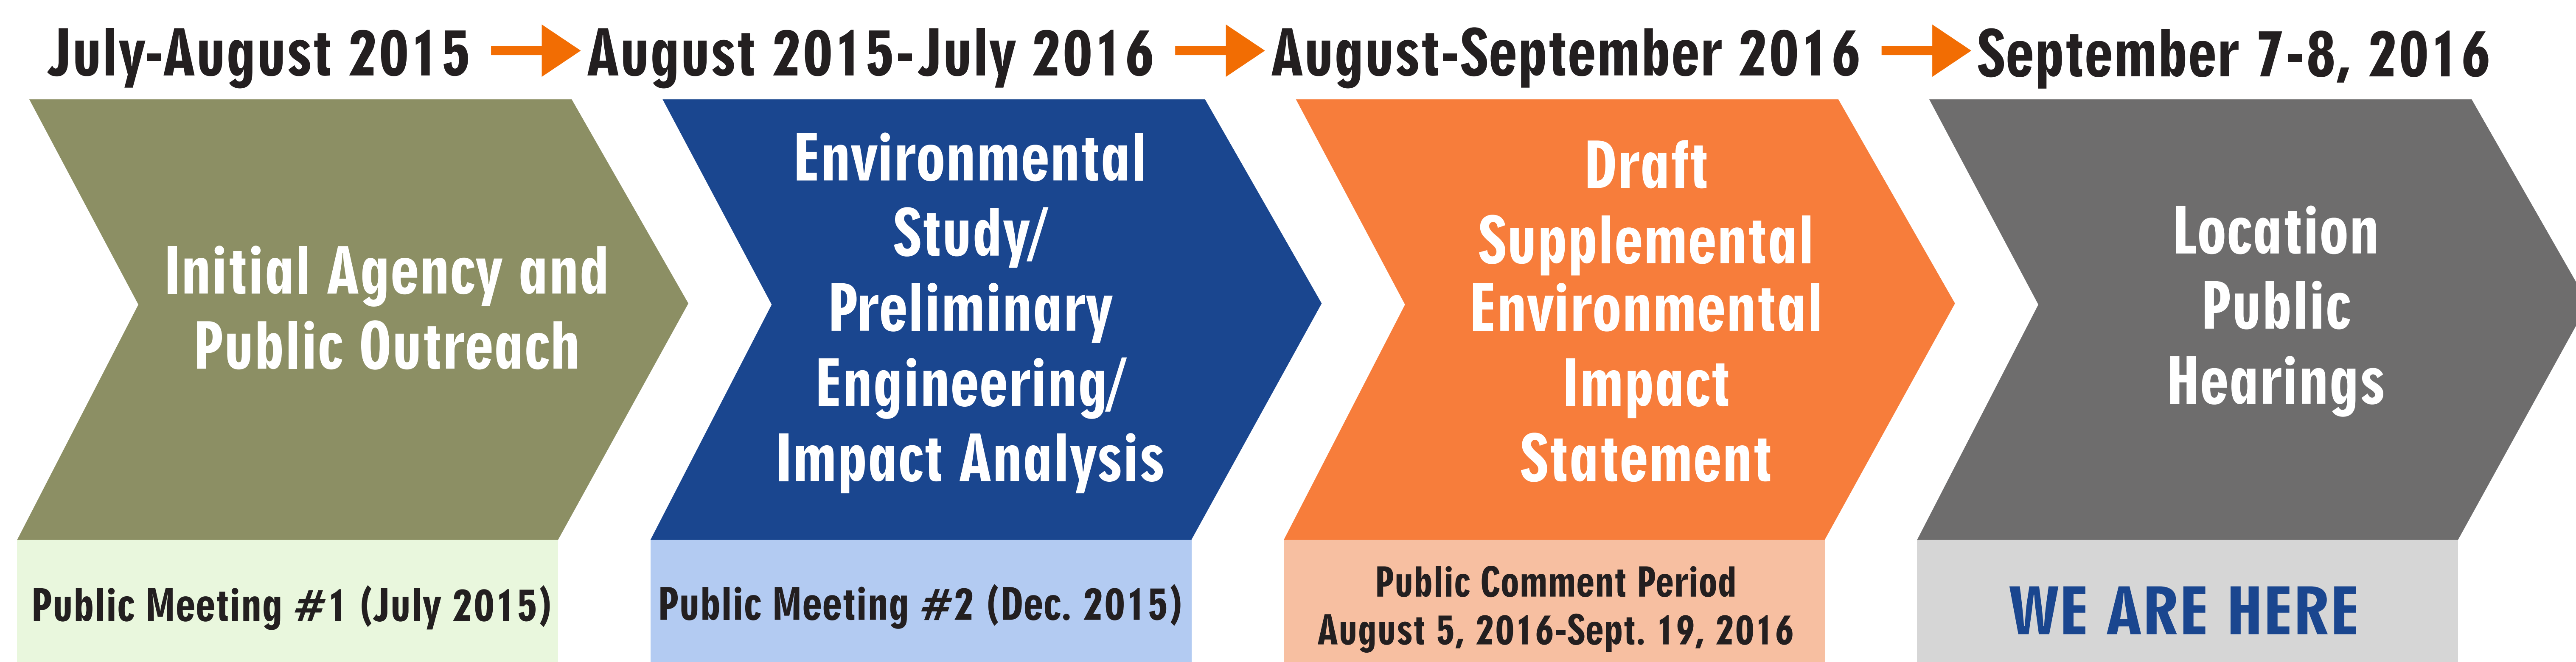 July-August 2015
August 2015-July 2016
August-September 2016
September 7-8, 2016
Initial Agency and
Public Outreach
Environmental
Study/
Preliminary
Engineering/
Impact Analysis
Draft
Supplemental
Environmental
Impact
Statement
Location
Public
Hearings
Public Meeting #1 (July 2015)
Public Meeting #2 (Dec. 2015)
Public Comment Period
August 5, 2016-Sept. 19, 2016
WE ARE HERE